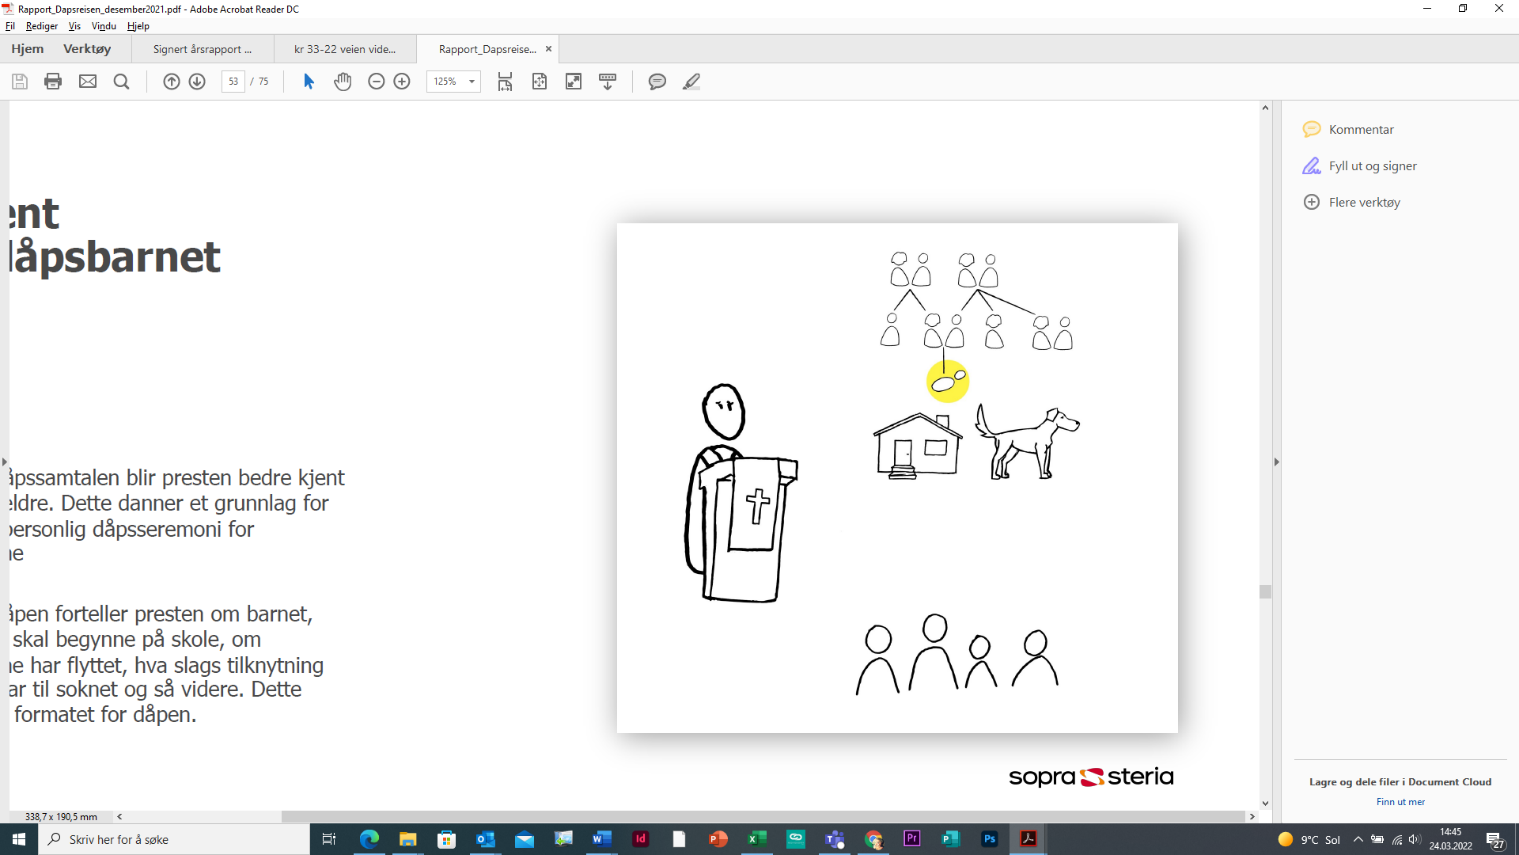 Rapport_Dapsreisen_desember2021.pdf - Adobe Acrobat Reader DC
Fil Rediger Vis Vindu Hjelp
Hjem Verktøy Signert årsrapport ... kr 33-22 veien vide... Rapport_Dapsreise... ×
53 / 75 125%
ent
dåpsbarnet
åpssamtalen blir presten bedre kjent
eldre. Dette danner et grunnlag for
personlig dåpsseremoni for
ne
åpen forteller presten om barnet,
skal begynne på skole, om
ne har flyttet, hva slags tilknytning
ar til soknet og så videre. Dette
formatet for dåpen.
sopra steria
Kommentar
Fyll ut og signer
Flere verktøy
Lagre og dele filer i Document Cloud
Finn ut mer
338,7 x 190,5 mm
Skriv her for å søke
9°C Sol
14:45
24.03.2022
27